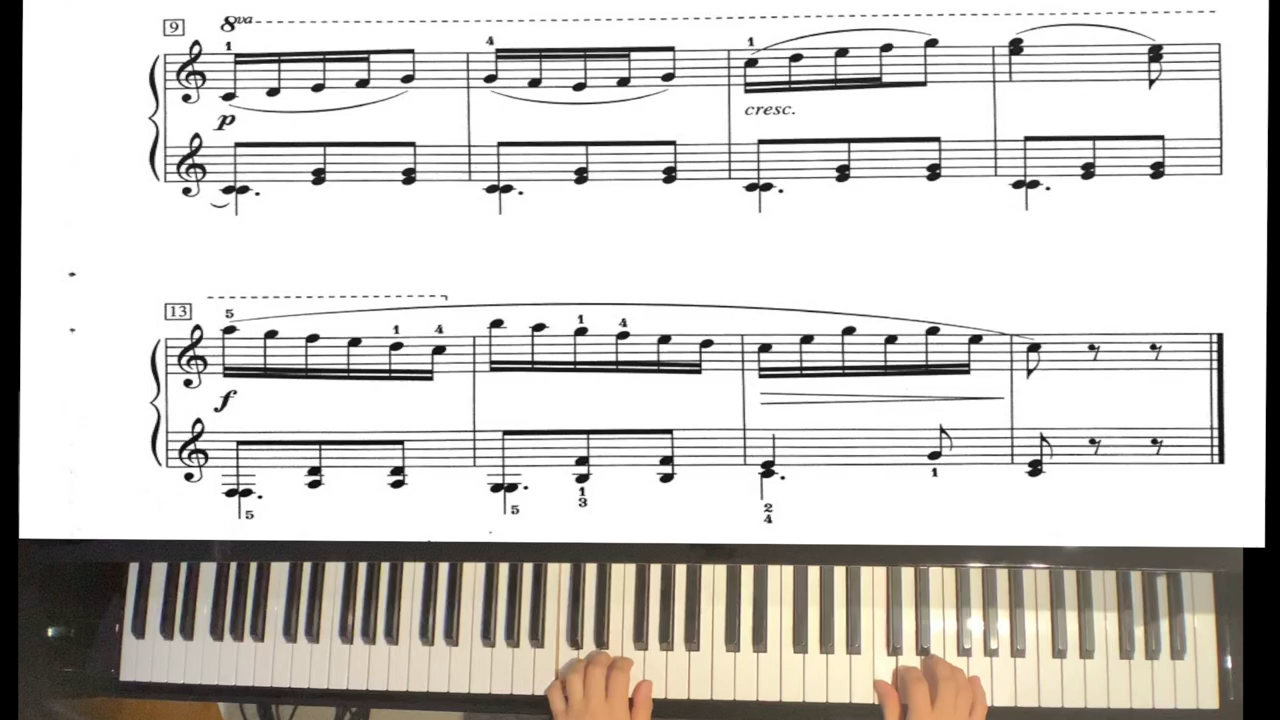 9 8va
1 4 1
p cresc.
13
5 1 4 1 4
f
5 5 1 3 2 4 1